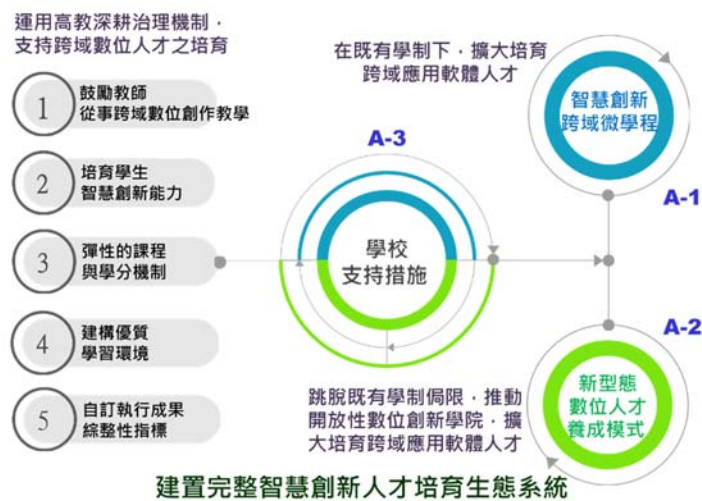 運用高教深耕治理機制，
支持跨域數位人才之培育
1
鼓勵教師
從事跨域數位創作教學
2
培育學生
智慧創新能力
3
彈性的課程
與學分機制
4
建構優質
學習環境
5
自訂執行成果
綜整性指標
A-3
學校
支持措施
在既有學制下，擴大培育
跨域應用軟體人才
智慧創新
跨域微學程
A-1
A-2
新型態
數位人才
養成模式
跳脫既有學制侷限，推動
開放性數位創新學院，擴
大培育跨域應用軟體人才
建置完整智慧創新人才培育生態系統